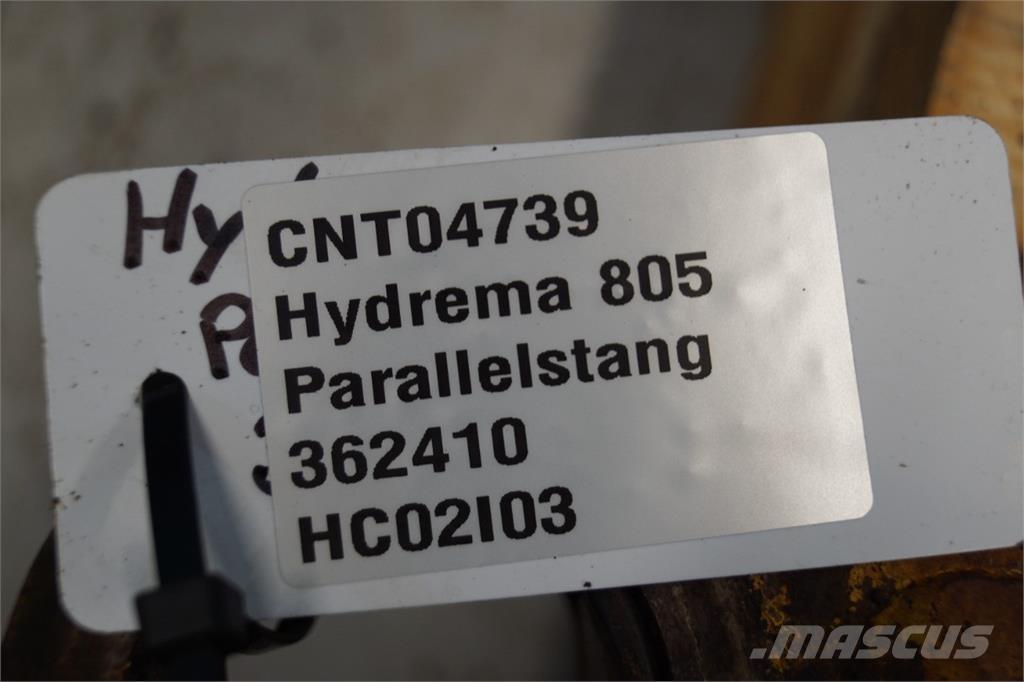 CNT04739
Hydrema 805
Parallelstang
362410
HC02I03
MASCUS